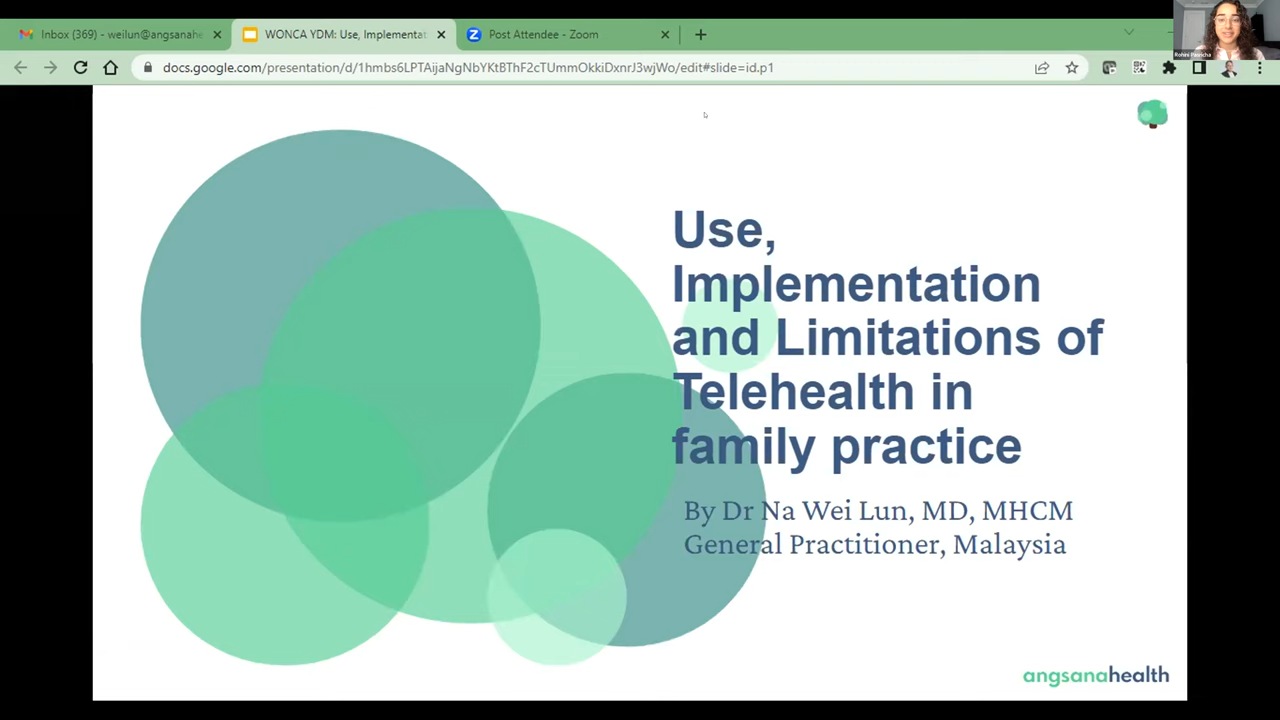 Inbox (369) - weilun@angsanahe
WONCA YDM: Use, Implementat
Post Attendee - Zoom
docs.google.com/presentation/d/1hmbs6LPTAijaNgNbYKtBThF2cTUmmOkkiDxnrJ3wjWo/edit#slide=id.p1
Rohini Pasricha
Use,
Implementation
and Limitations of
Telehealth in
family practice
By Dr Na Wei Lun, MD, MHCM
General Practitioner, Malaysia
angsanahealth